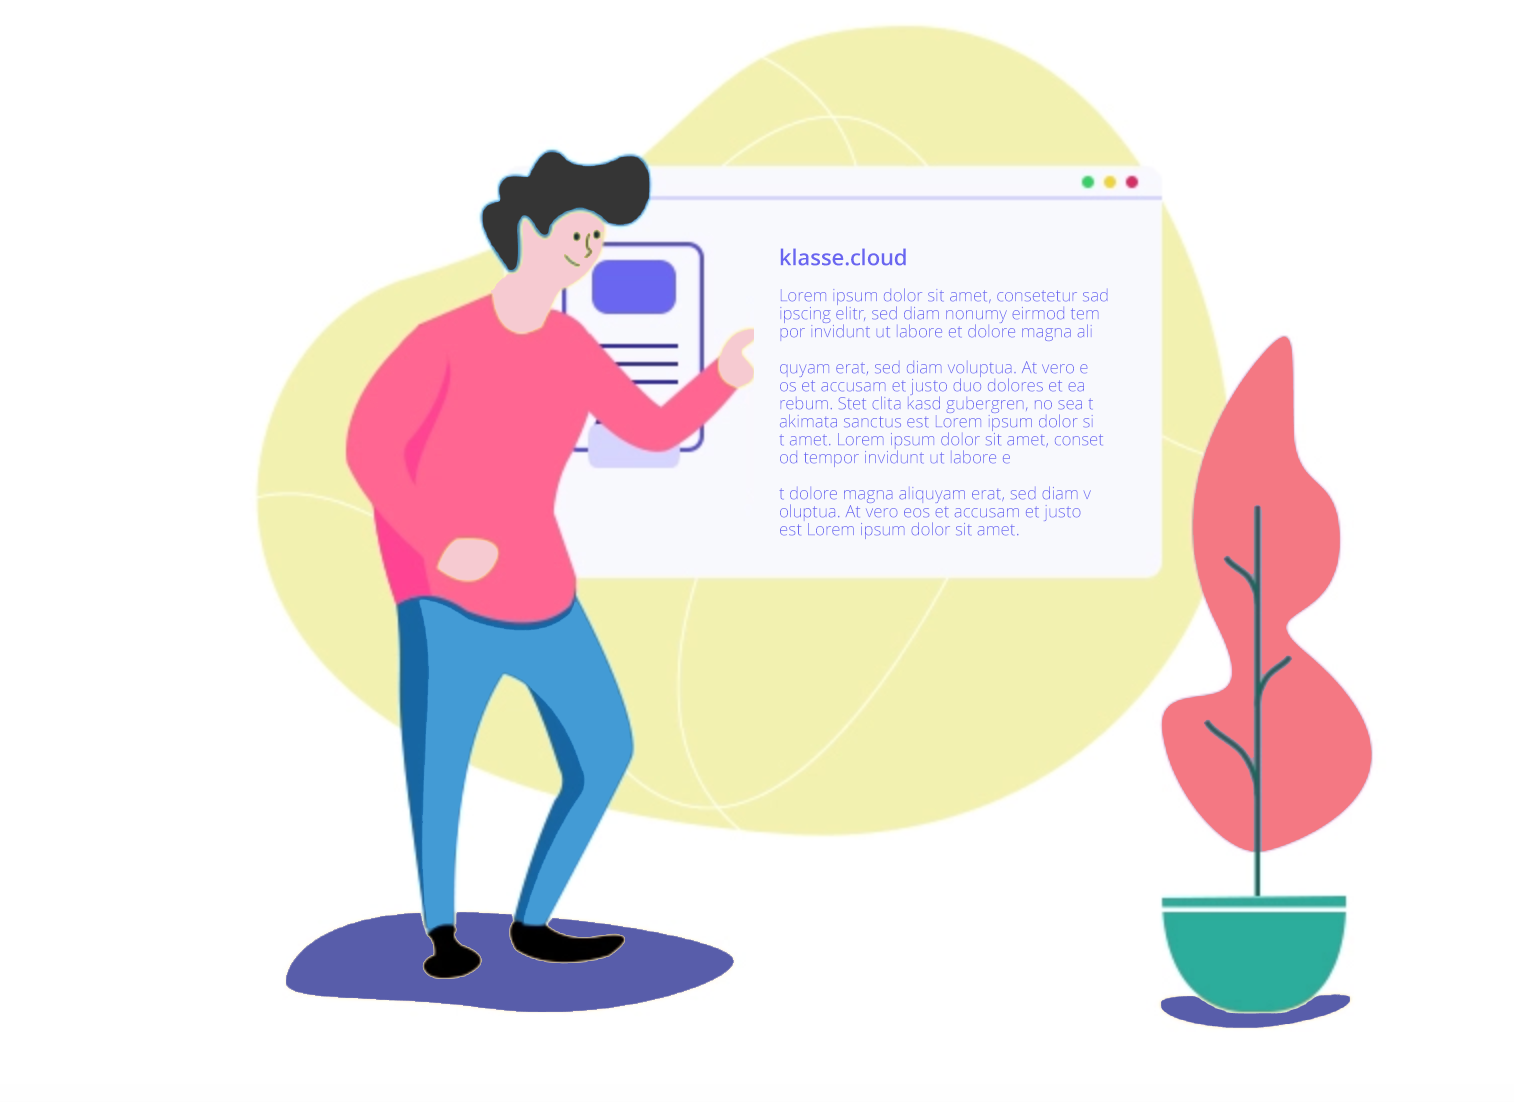 klasse.cloud
Lorem ipsum dolor sit amet, consetetur sad
ipscing elitr, sed diam nonumy eirmod tem
por invidunt ut labore et dolore magna ali
quyam erat, sed diam voluptua. At vero e
os et accusam et justo duo dolores et ea
rebum. Stet clita kasd gubergren, no sea t
akimata sanctus est Lorem ipsum dolor si
t amet. Lorem ipsum dolor sit amet, conset
od tempor invidunt ut labore e
t dolore magna aliquyam erat, sed diam v
oluptua. At vero eos et accusam et justo
est Lorem ipsum dolor sit amet.